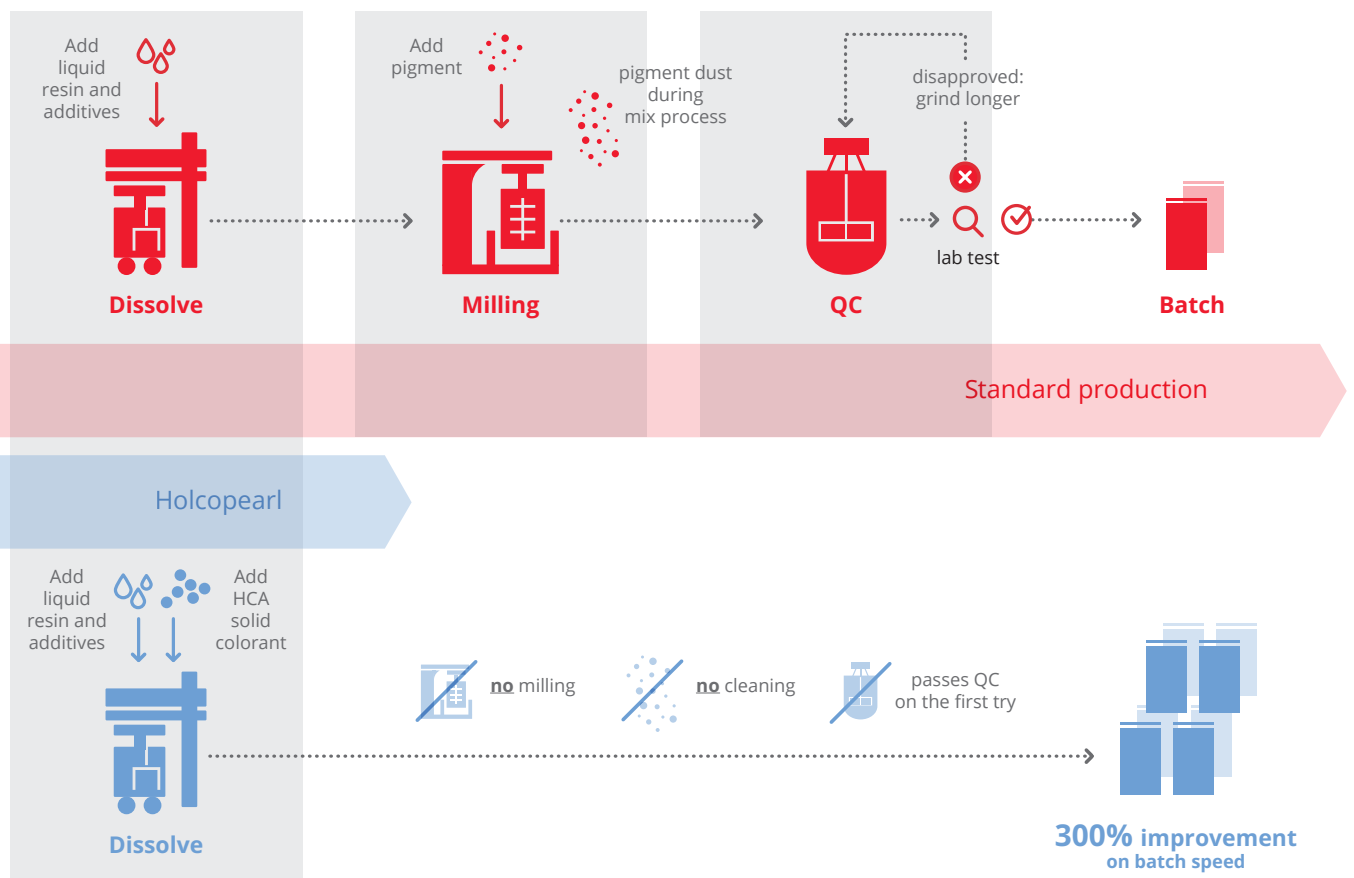 Add
liquid
resin and
additives
Dissolve
Add
pigment
pigment dust
during
mix process
Milling
disapproved:
grind longer
lab test
QC
Batch
Standard production
Holcopearl
Add
liquid
resin and
additives
Add
HCA
solid
colorant
Dissolve
no milling
no cleaning
passes QC
on the first try
300% improvement
on batch speed